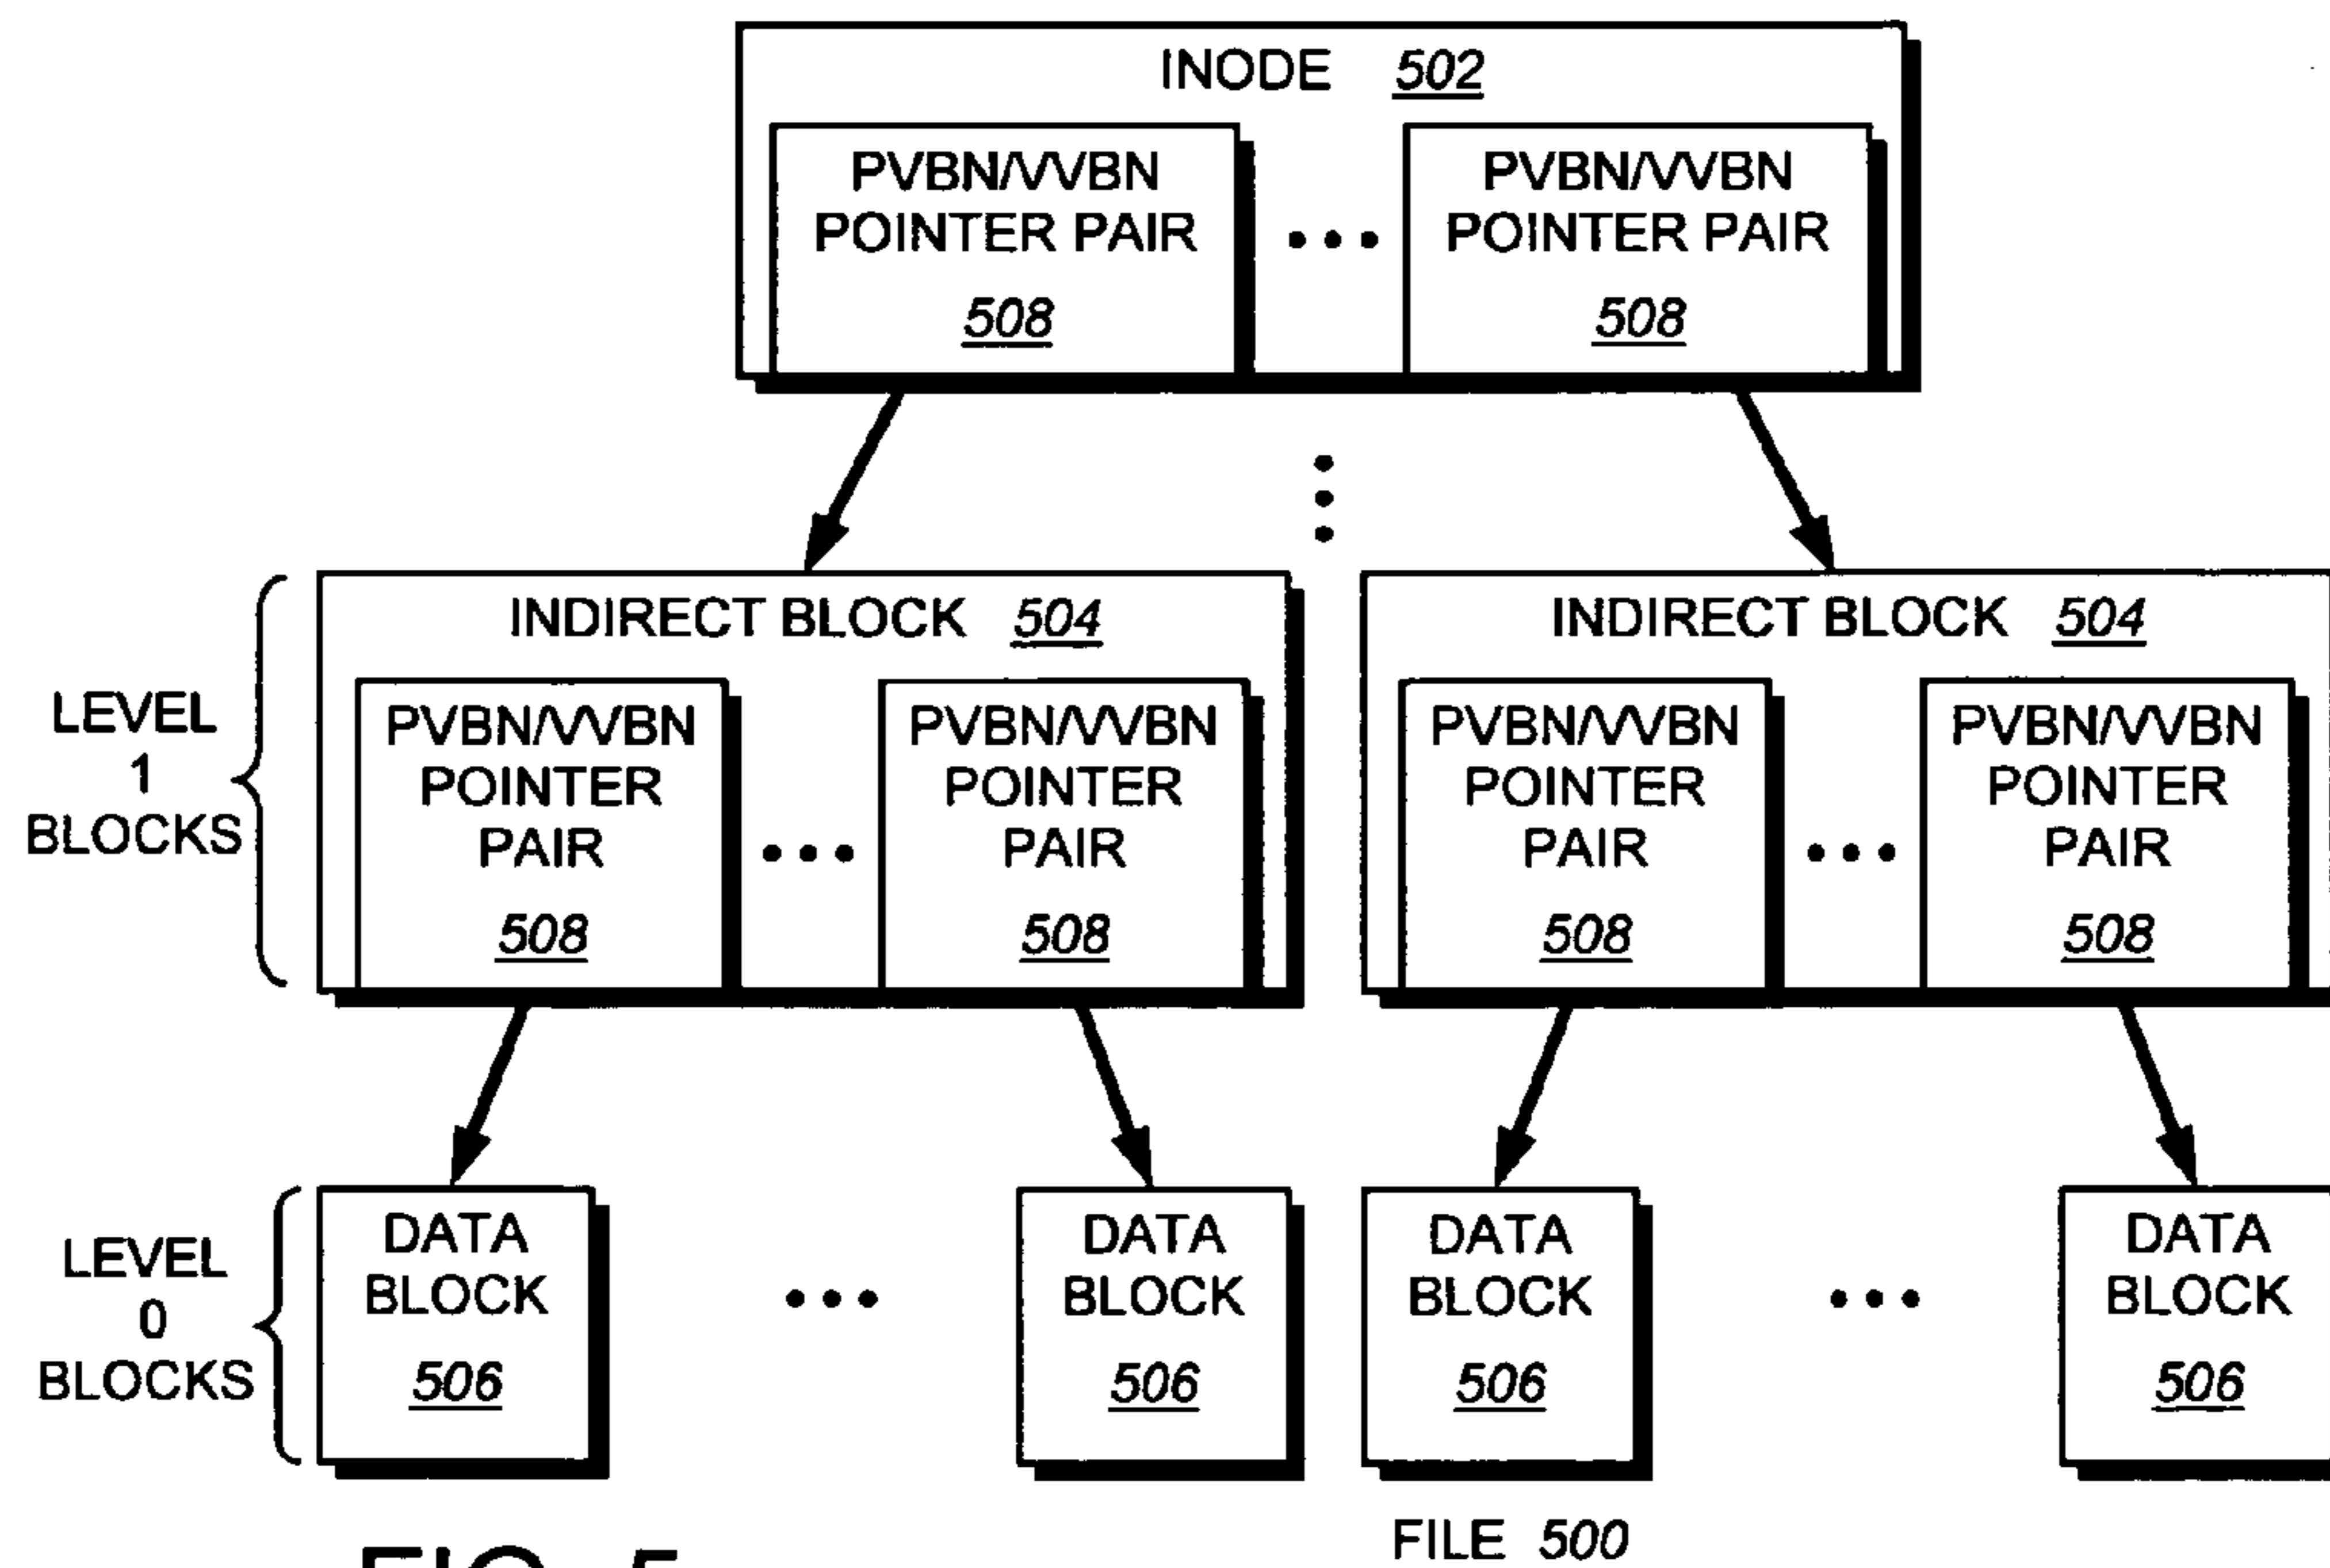 INODE 502
PVBN/VVBN
POINTER PAIR
508
PVBN/VVBN
POINTER PAIR
508
INDIRECT BLOCK 504
PVBN/VVBN
POINTER
PAIR
508
PVBN/VVBN
POINTER
PAIR
508
INDIRECT BLOCK 504
PVBN/VVBN
POINTER
PAIR
508
PVBN/VVBN
POINTER
PAIR
508
LEVEL
1
BLOCKS
LEVEL
0
BLOCKS
DATA
BLOCK
506
DATA
BLOCK
506
DATA
BLOCK
506
DATA
BLOCK
506
FILE 500
FIG. 5